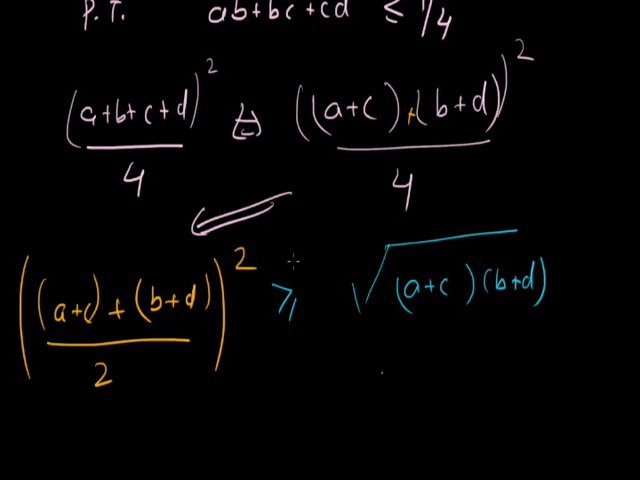 P.T. ab+bc+cd ≤ 1/4
(a+b+c+d)²/4 ⇔ ((a+c)+(b+d))²/4
(((a+c)+(b+d))/2)² ≥ √(a+c)(b+d)